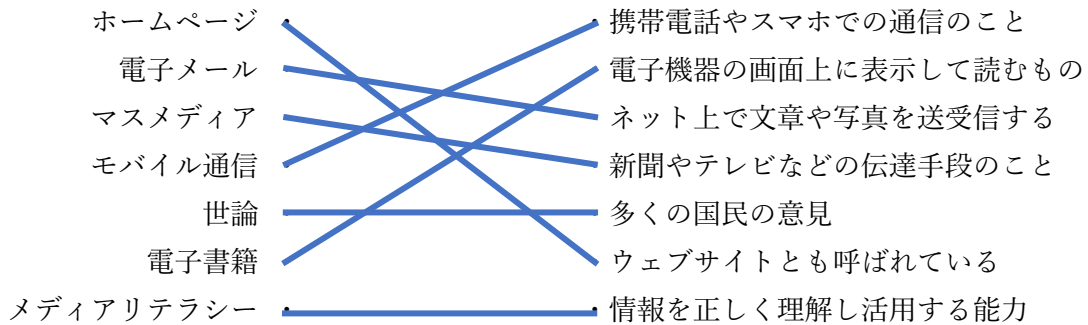 ホームページ 携帯電話やスマホでの通信のこと
電子メール 電子機器の画面上に表示して読むもの
マスメディア ネット上で文章や写真を送受信する
モバイル通信 新聞やテレビなどの伝達手段のこと
世論 多くの国民の意見
電子書籍 ウェブサイトとも呼ばれている
メディアリテラシー 情報を正しく理解し活用する能力